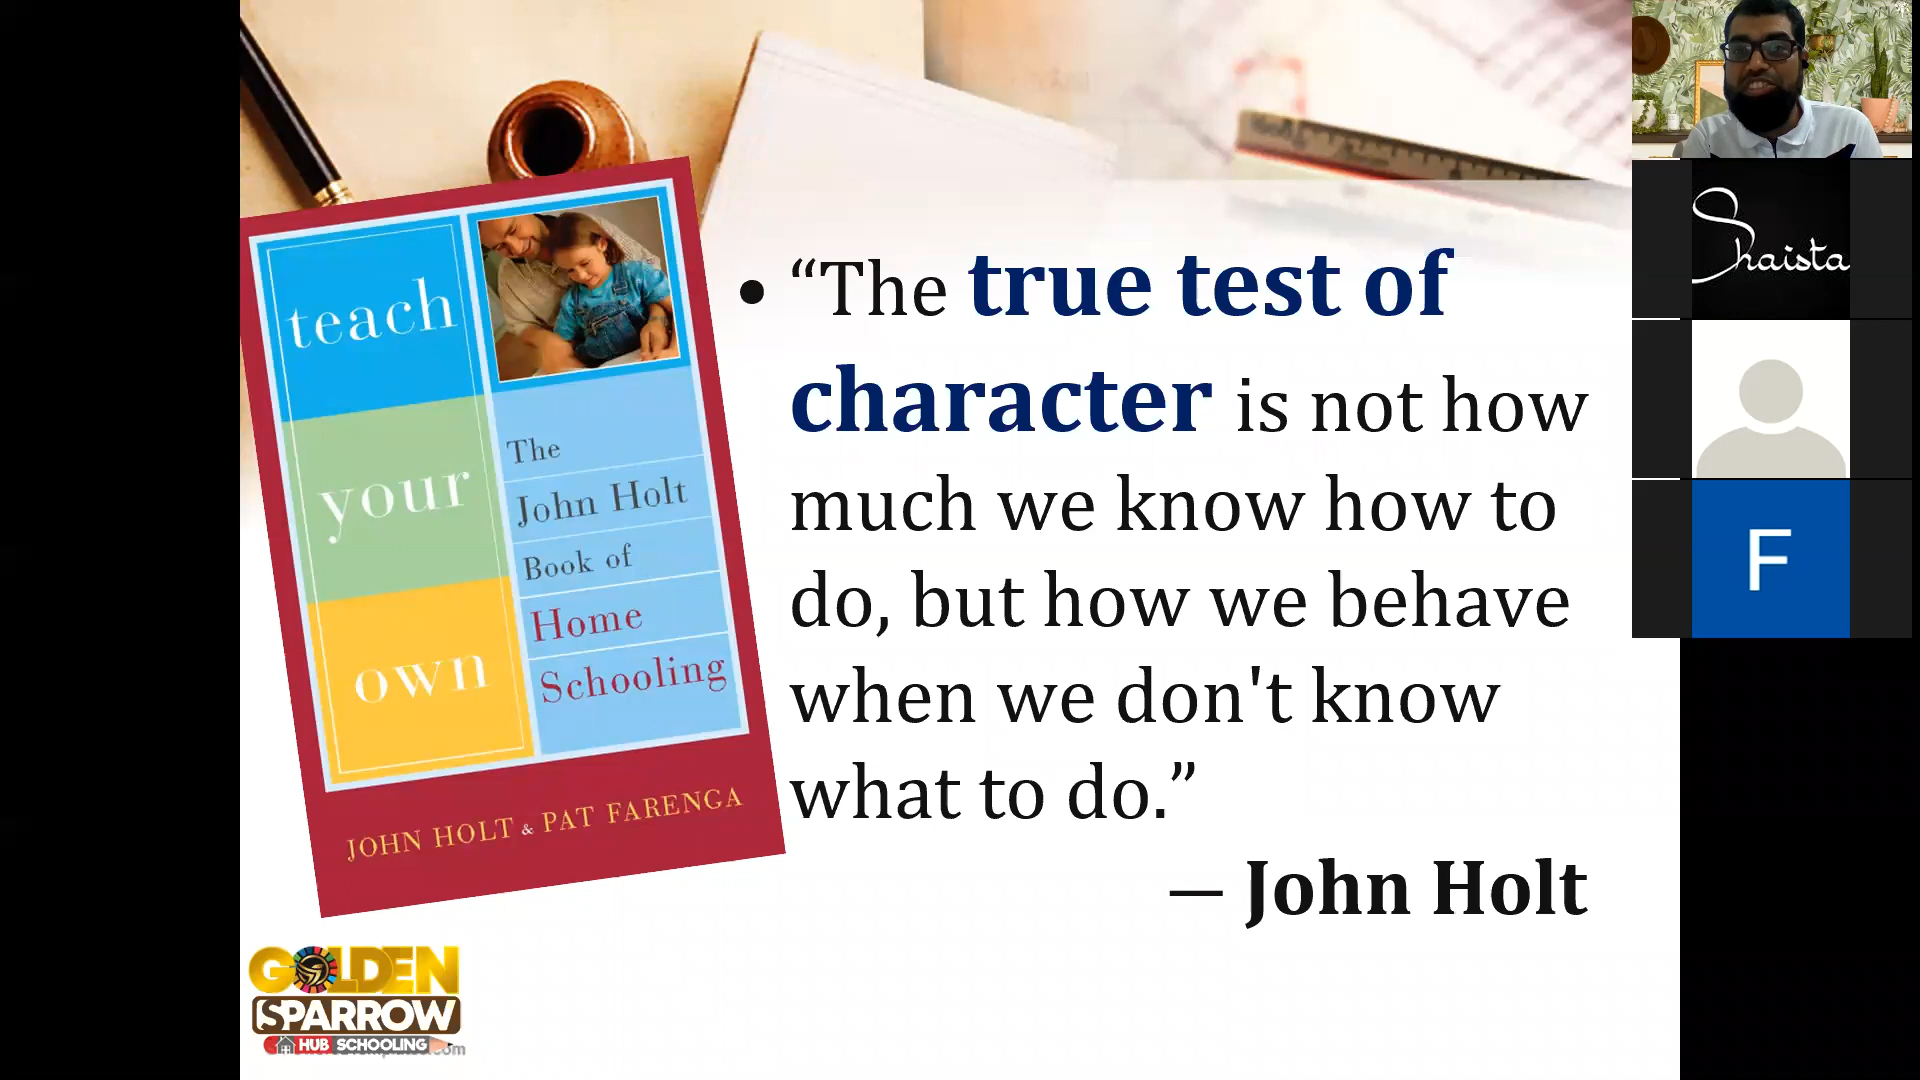 teach
your
own
The
John Holt
Book of
Home
Schooling
JOHN HOLT & PAT FARENGA
• “The true test of
character is not how
much we know how to
do, but how we behave
when we don't know
what to do.”
— John Holt
GOLDEN
SPARROW
HUB SCHOOLING
Shaista
F